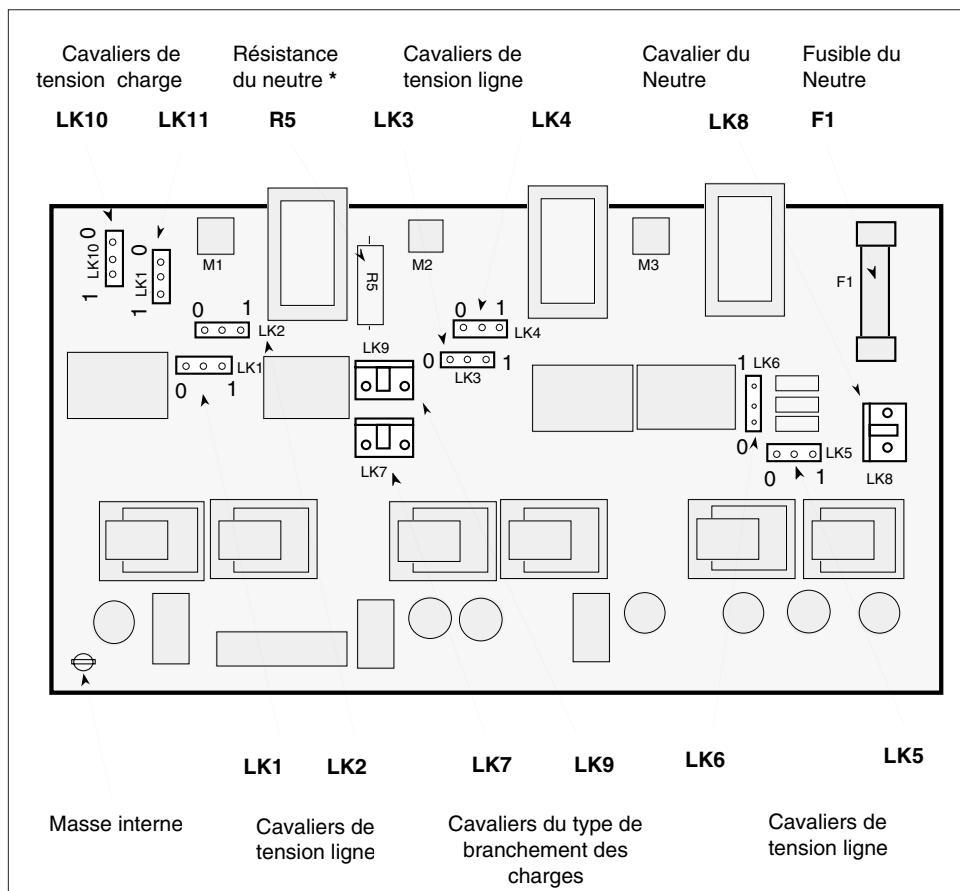 Cavaliers de
tension charge
Résistance
du neutre *
Cavaliers de
tension ligne
Cavalier du
Neutre
Fusible du
Neutre
LK10
LK11
R5
LK3
LK4
LK8
F1
0
LK10
1
0
LK1
1
M1
R5
M2
M3
F1
0 1
LK2
0 1
LK4
LK1
0 1
LK9
0 1
LK3
1 LK6
0
LK5
0 1
LK7
LK8
LK1
LK2
LK7
LK9
LK6
LK5
Masse interne
Cavaliers de
tension ligne
Cavaliers du type de
branchement des
charges
Cavaliers de
tension ligne